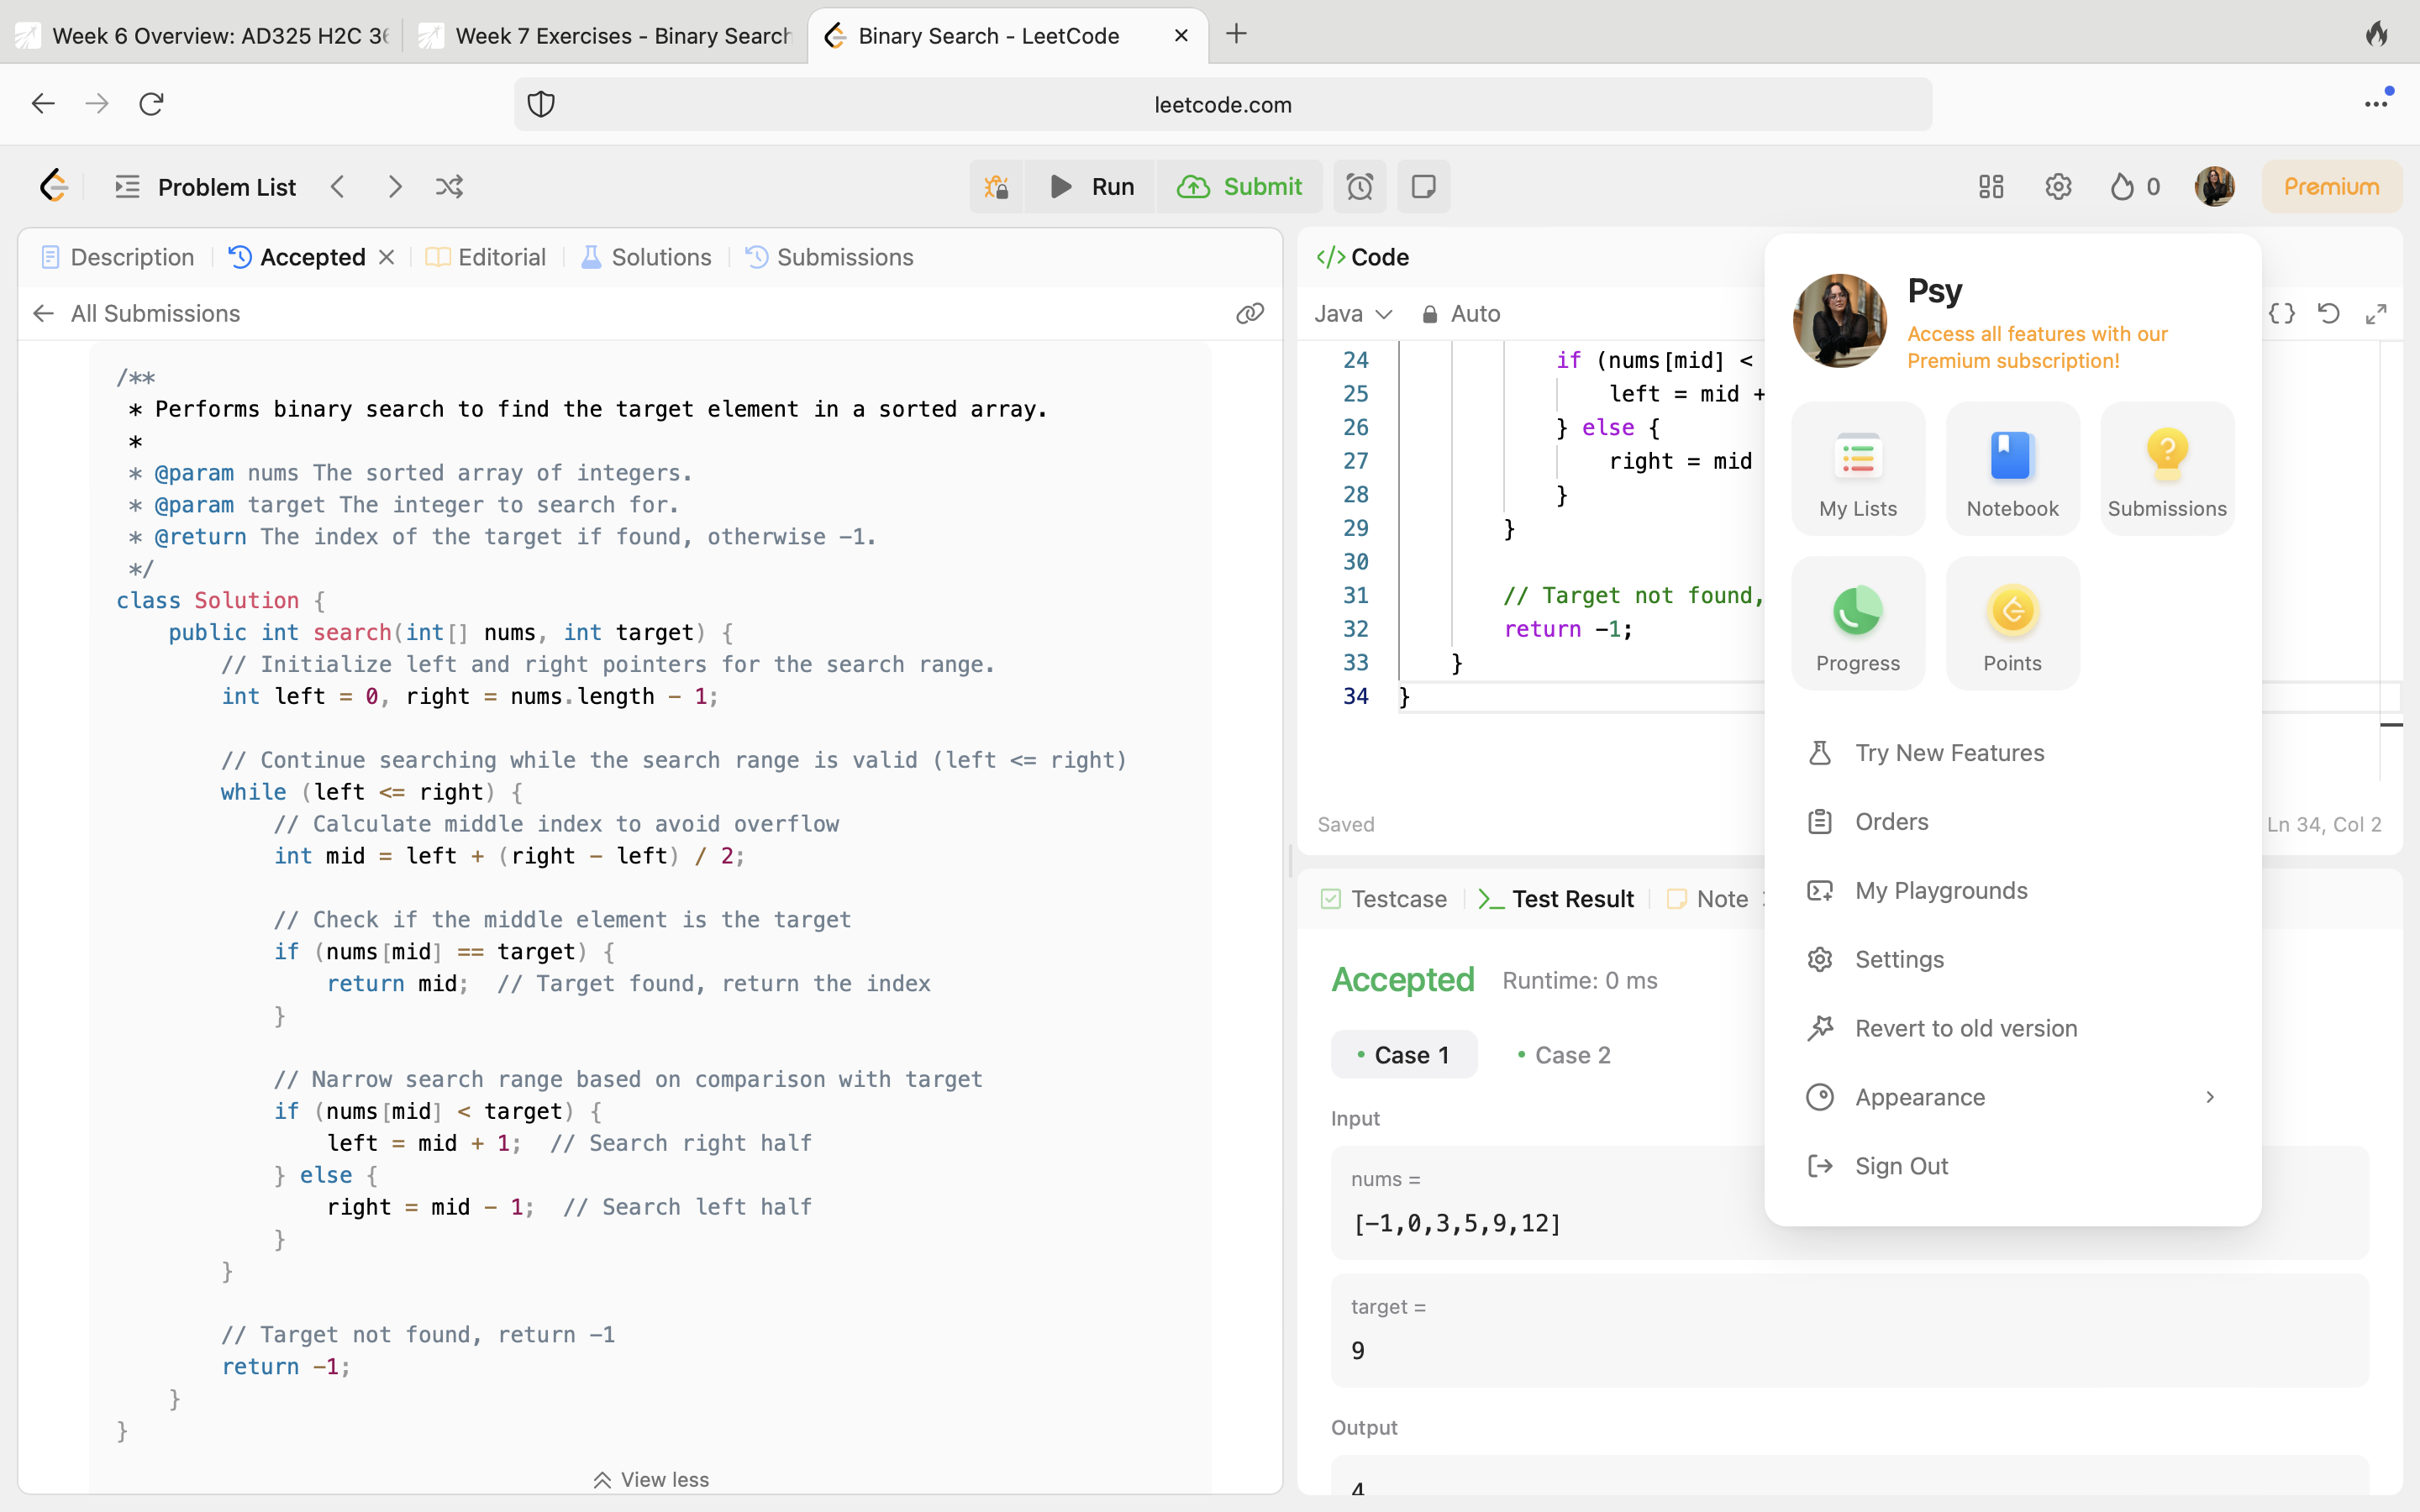 Week 6 Overview: AD325 H2C 36
Week 7 Exercises - Binary Search
Binary Search - LeetCode
leetcode.com
Problem List
Run
Submit
0
Premium
Description
Accepted
Editorial
Solutions
Submissions
All Submissions
/**
* Performs binary search to find the target element in a sorted array.
*
* @param nums The sorted array of integers.
* @param target The integer to search for.
* @return The index of the target if found, otherwise -1.
*/
class Solution {
public int search(int[] nums, int target) {
// Initialize left and right pointers for the search range.
int left = 0, right = nums.length - 1;
// Continue searching while the search range is valid (left <= right)
while (left <= right) {
// Calculate middle index to avoid overflow
int mid = left + (right - left) / 2;
// Check if the middle element is the target
if (nums[mid] == target) {
return mid;  // Target found, return the index
}
// Narrow search range based on comparison with target
if (nums[mid] < target) {
left = mid + 1;  // Search right half
} else {
right = mid - 1;  // Search left half
}
}
// Target not found, return -1
return -1;
}
}
View less
</> Code
Java
Auto
24 if (nums[mid] <
25 left = mid +
26 } else {
27 right = mid
28 }
29 }
30
31 // Target not found,
32 return -1;
33 }
34 }
Saved
Ln 34, Col 2
Testcase
Test Result
Note
Accepted
Runtime: 0 ms
Case 1
Case 2
Input
nums =
[-1,0,3,5,9,12]
target =
9
Output
4
Psy
Access all features with our
Premium subscription!
My Lists
Notebook
Submissions
Progress
Points
Try New Features
Orders
My Playgrounds
Settings
Revert to old version
Appearance
Sign Out